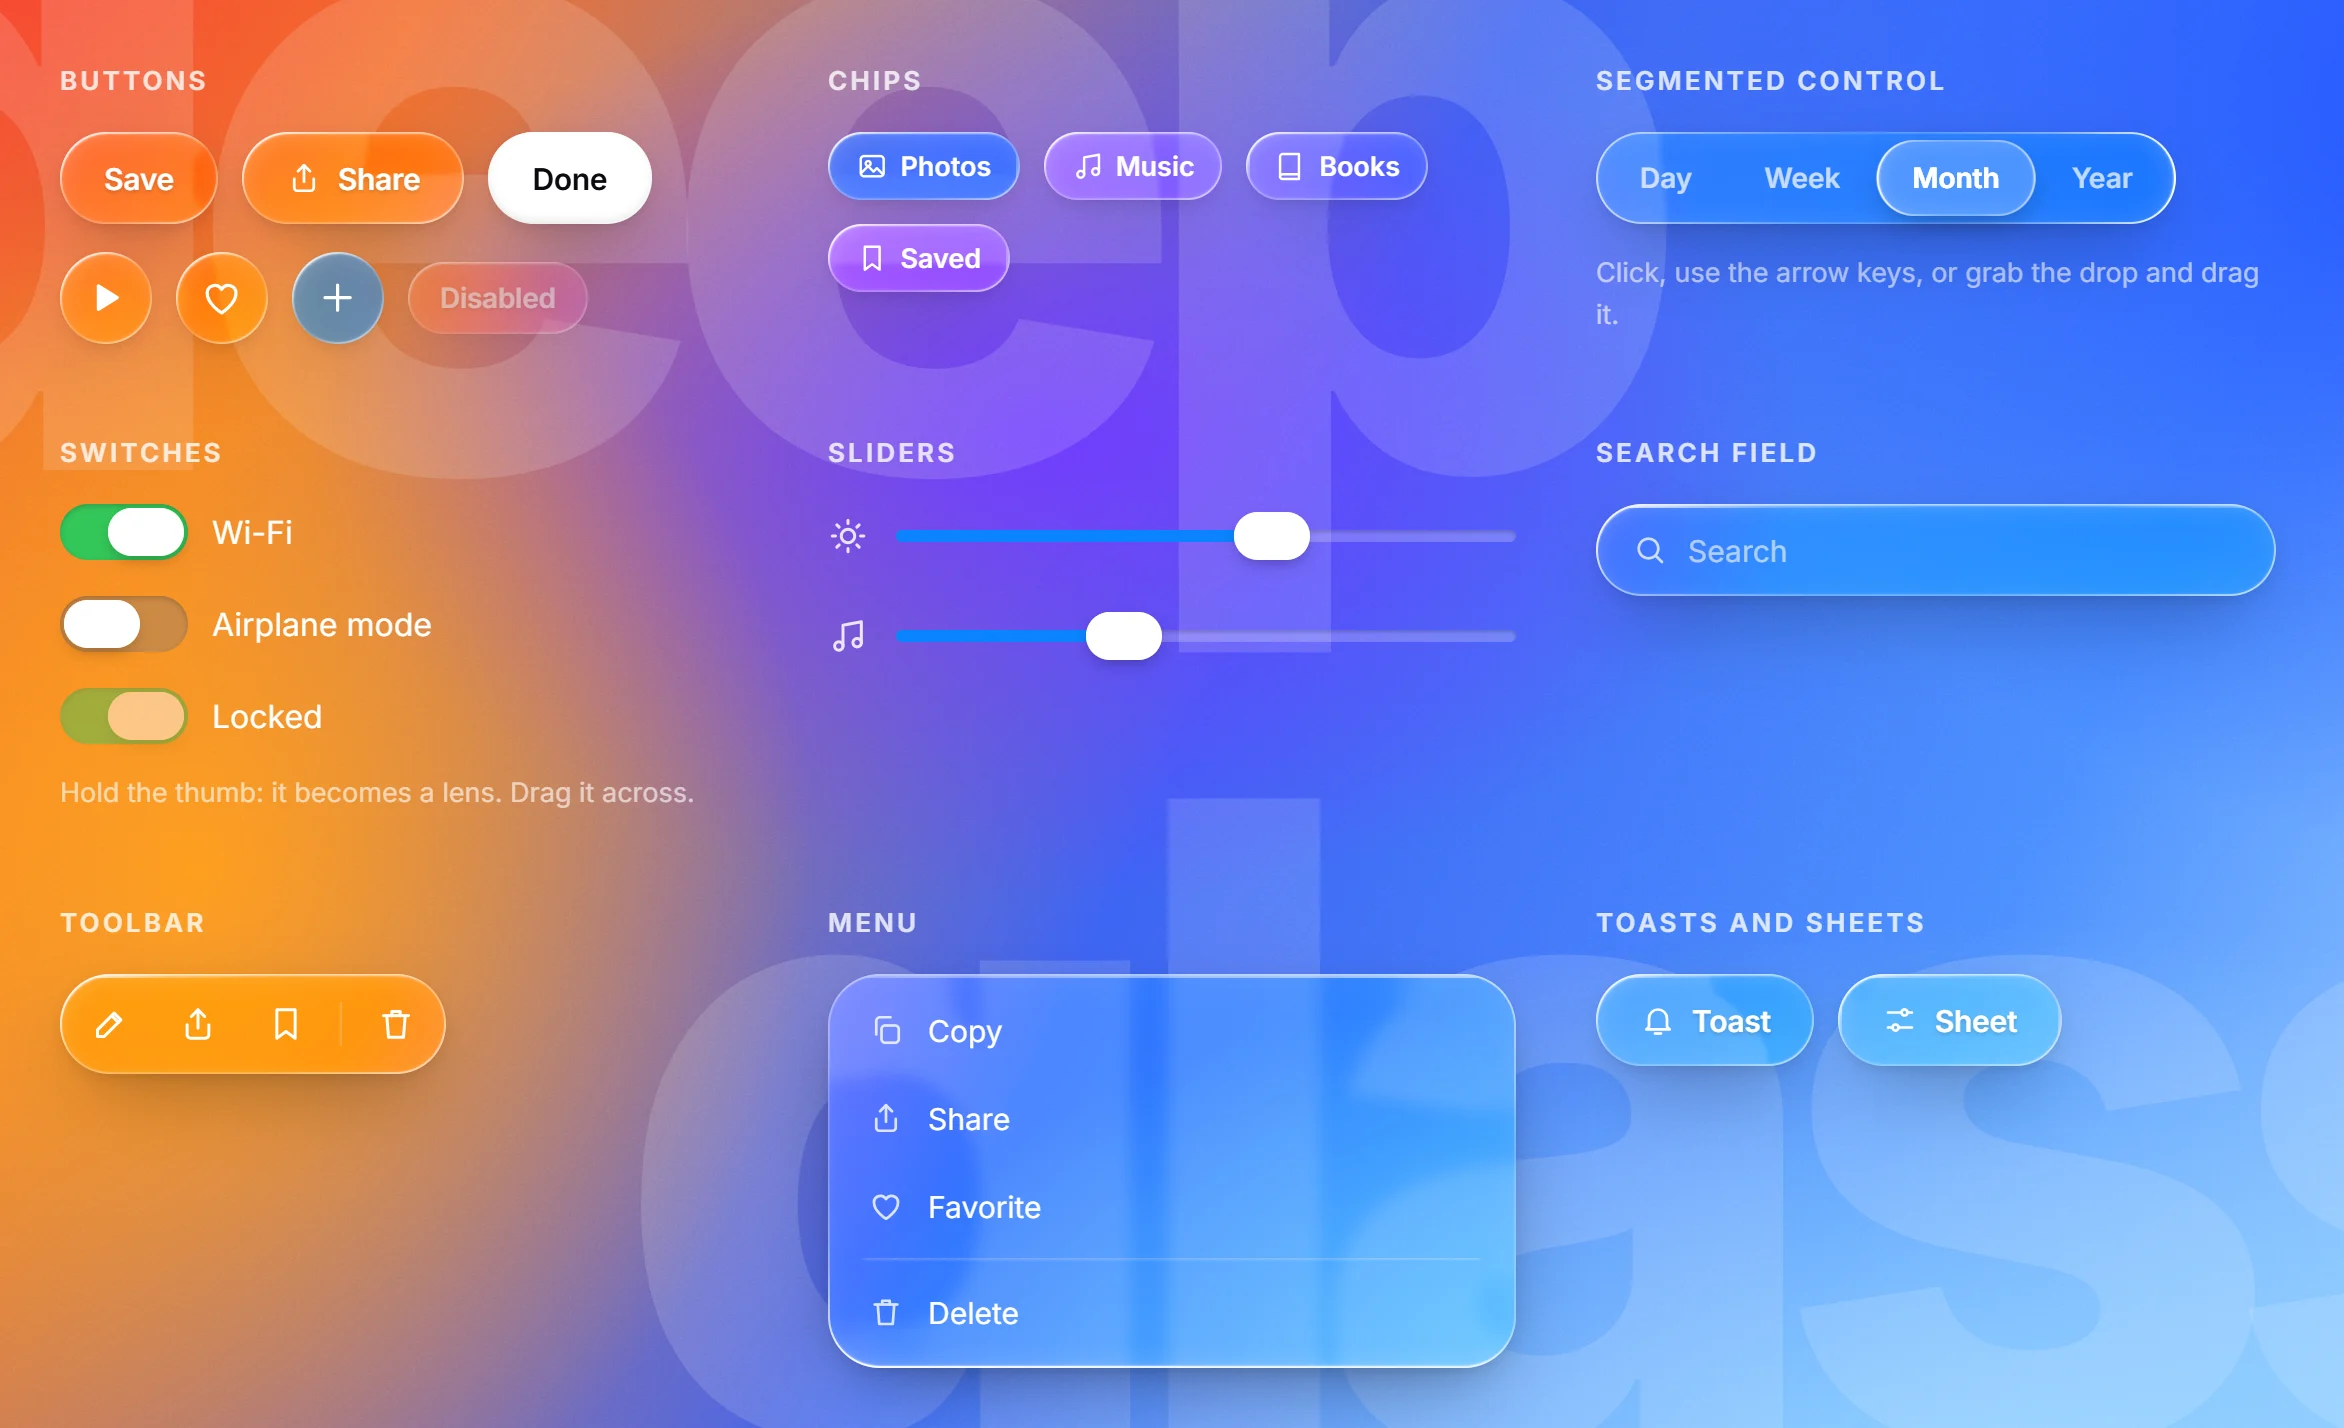 deep
BUTTONS
Save
Share
Done
Disabled
CHIPS
Photos
Music
Books
Saved
SEGMENTED CONTROL
Day
Week
Month
Year
Click, use the arrow keys, or grab the drop and drag
it.
SWITCHES
Wi-Fi
Airplane mode
Locked
Hold the thumb: it becomes a lens. Drag it across.
SLIDERS
SEARCH FIELD
Search
TOOLBAR
MENU
Copy
Share
Favorite
Delete
TOASTS AND SHEETS
Toast
Sheet
glass